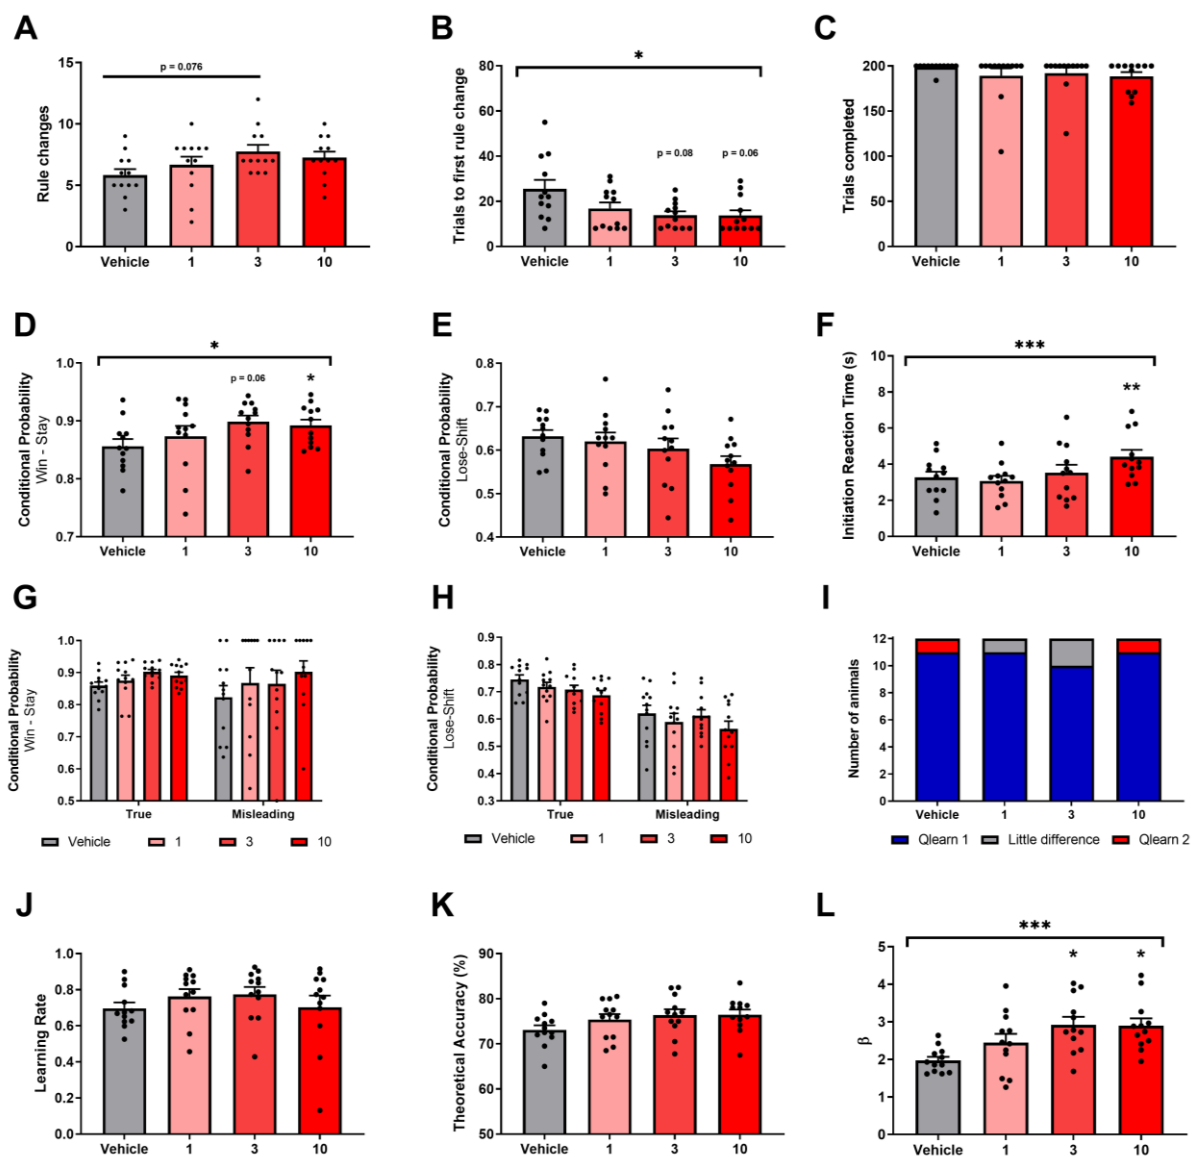 A
B
C
Rule changes
15
10
5
0
p = 0.076
Vehicle 1 3 10
Trials to first rule change
80
60
40
20
0
*
p = 0.08
p = 0.06
Vehicle 1 3 10
Trials completed
200
150
100
50
0
Vehicle 1 3 10
D
E
F
Conditional Probability
Win - Stay
1.0
0.9
0.8
0.7
*
p = 0.06
*
Vehicle 1 3 10
Conditional Probability
Lose-Shift
0.8
0.7
0.6
0.5
0.4
Vehicle 1 3 10
Initiation Reaction Time (s)
10
8
6
4
2
0
***
**
Vehicle 1 3 10
G
H
I
Conditional Probability
Win - Stay
1.0
0.9
0.8
0.7
0.6
0.5
True Misleading
Vehicle 1 3 10
Conditional Probability
Lose-Shift
0.9
0.8
0.7
0.6
0.5
0.4
0.3
True Misleading
Vehicle 1 3 10
Number of animals
12
10
8
6
4
2
0
Vehicle 1 3 10
Qlearn 1 Little difference Qlearn 2
J
K
L
Learning Rate
1.0
0.8
0.6
0.4
0.2
0.0
Vehicle 1 3 10
Theoretical Accuracy (%)
90
80
70
60
50
Vehicle 1 3 10
β
5
4
3
2
1
0
***
*
*
Vehicle 1 3 10